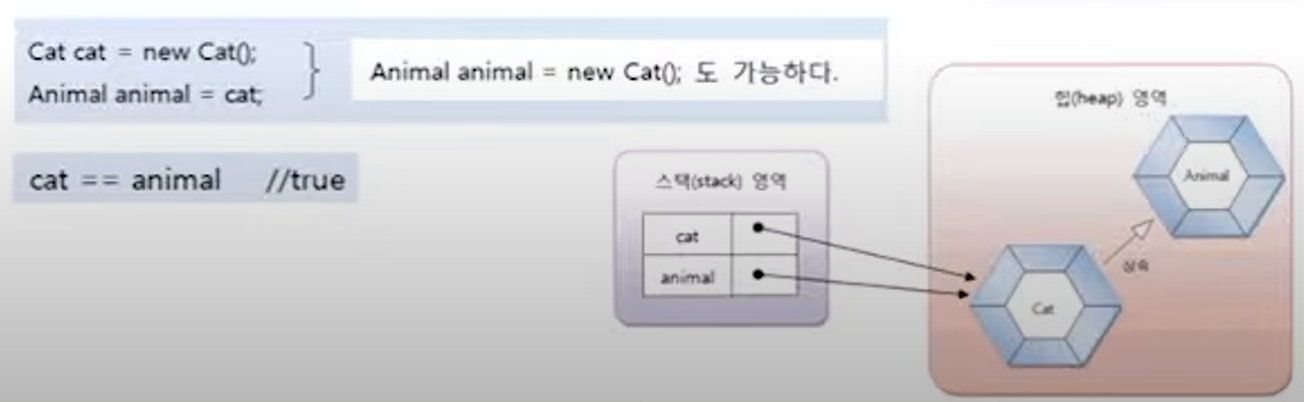 Cat cat = new Cat();
Animal animal = cat;
Animal animal = new Cat(); 도 가능하다.
cat == animal //true
스택(stack) 영역
cat
animal
힙(heap) 영역
Animal
상속
Cat